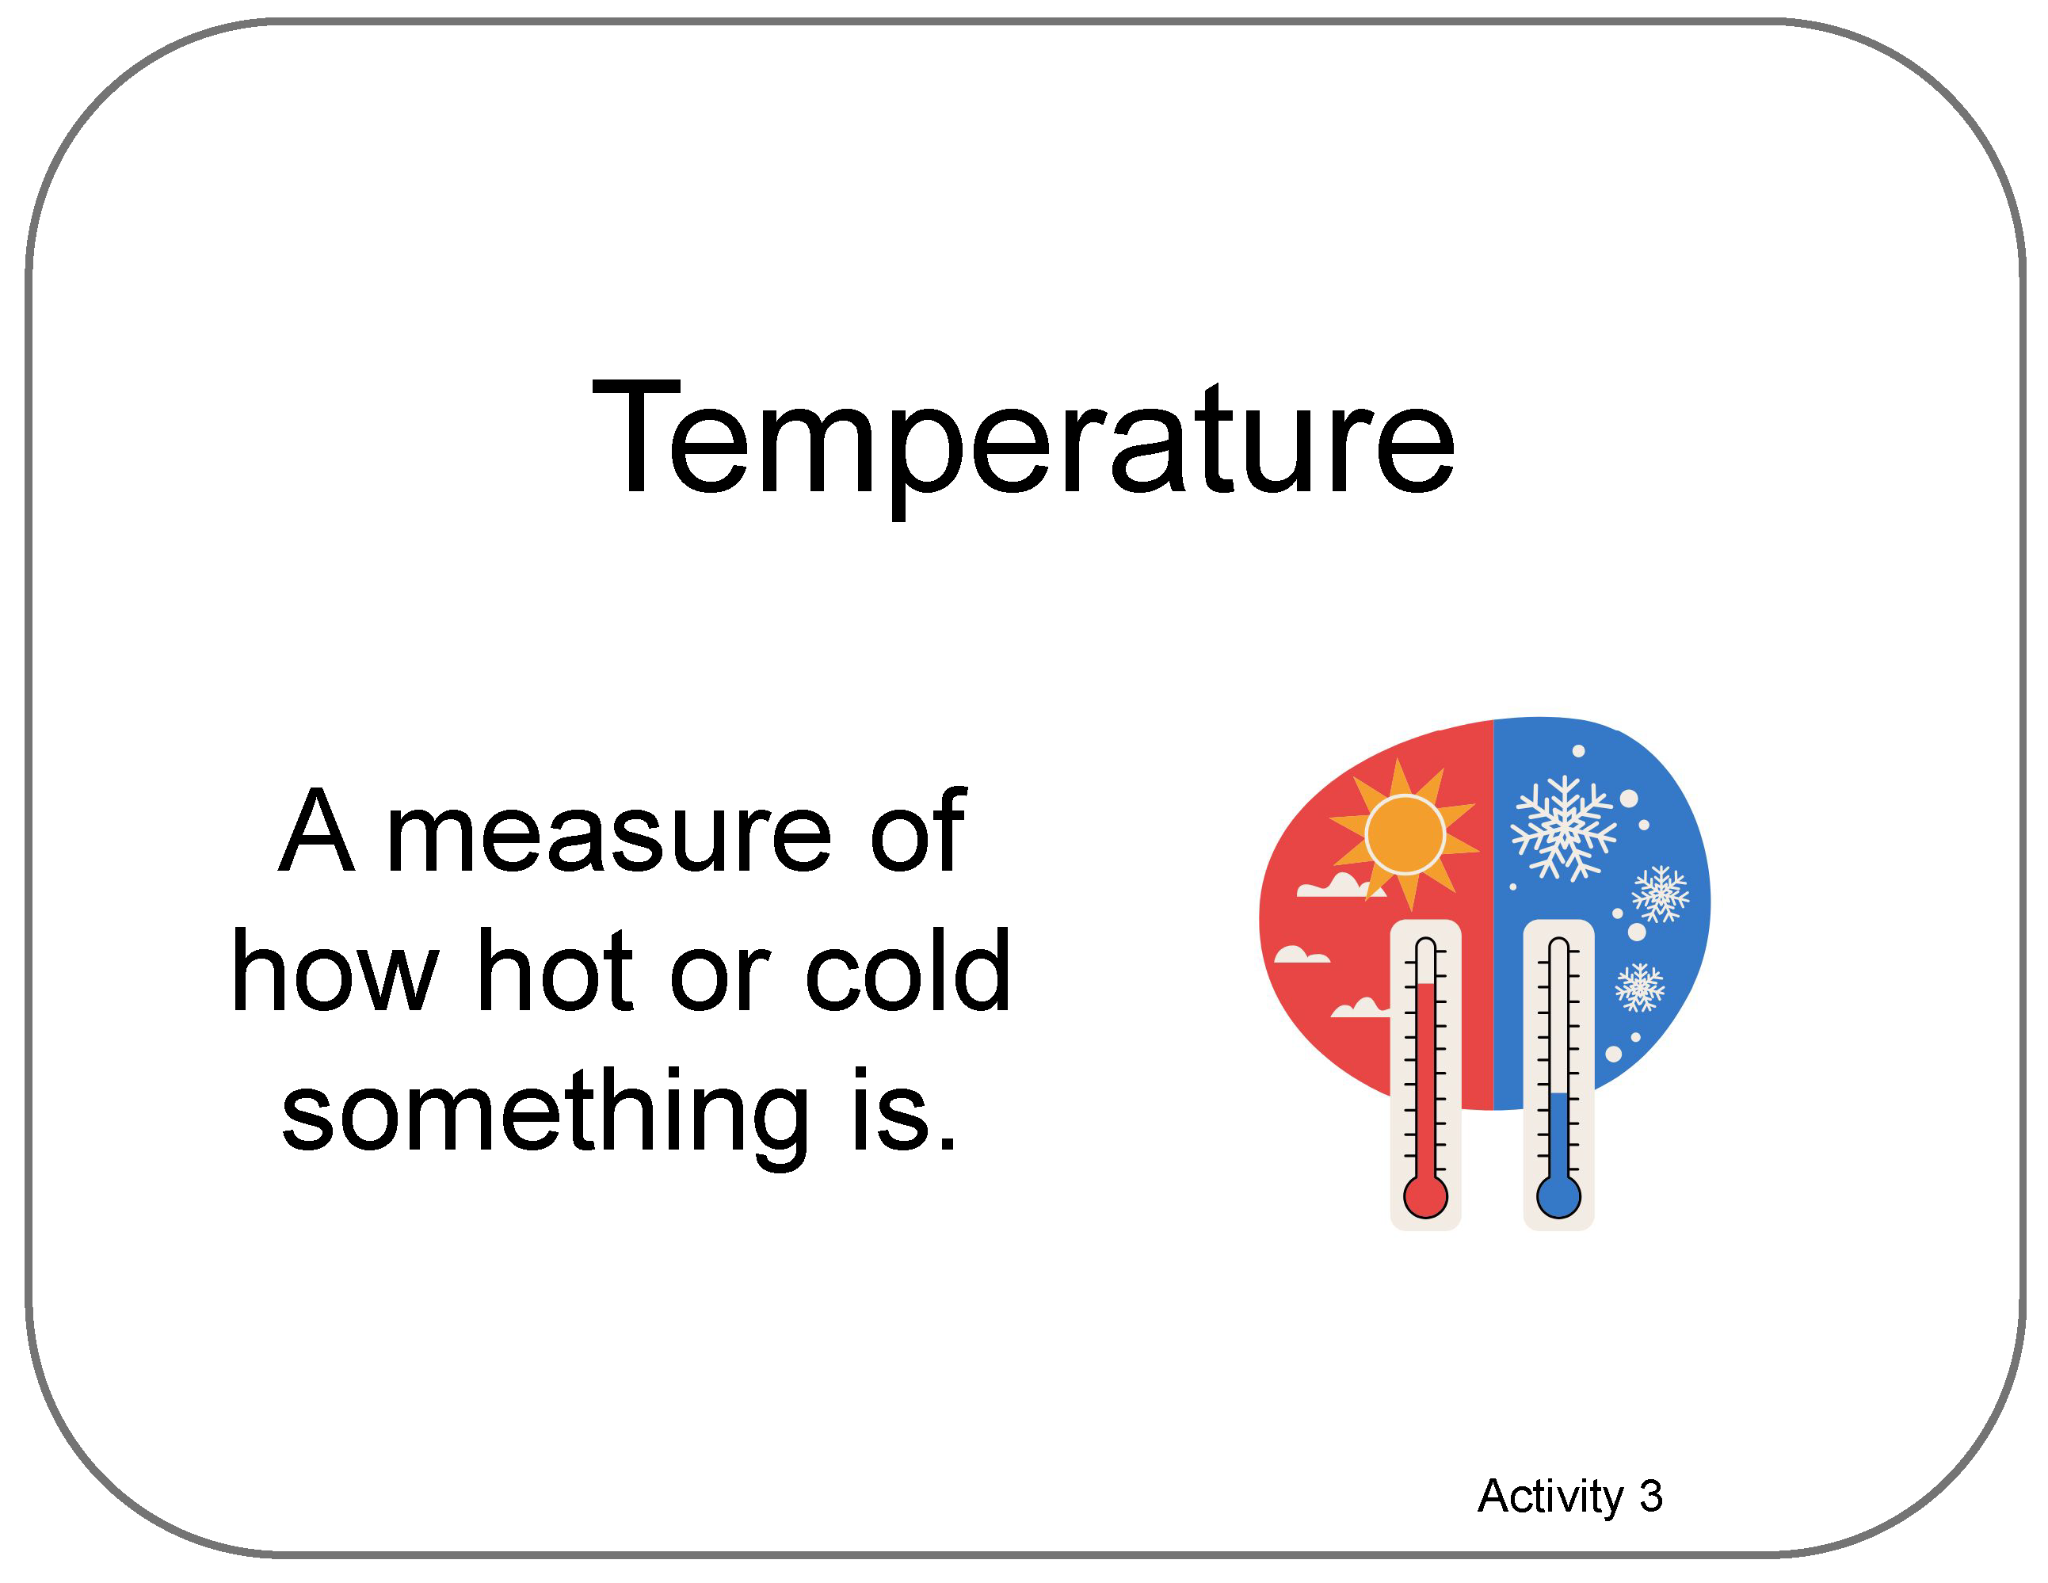 Temperature
A measure of
how hot or cold
something is.
Activity 3